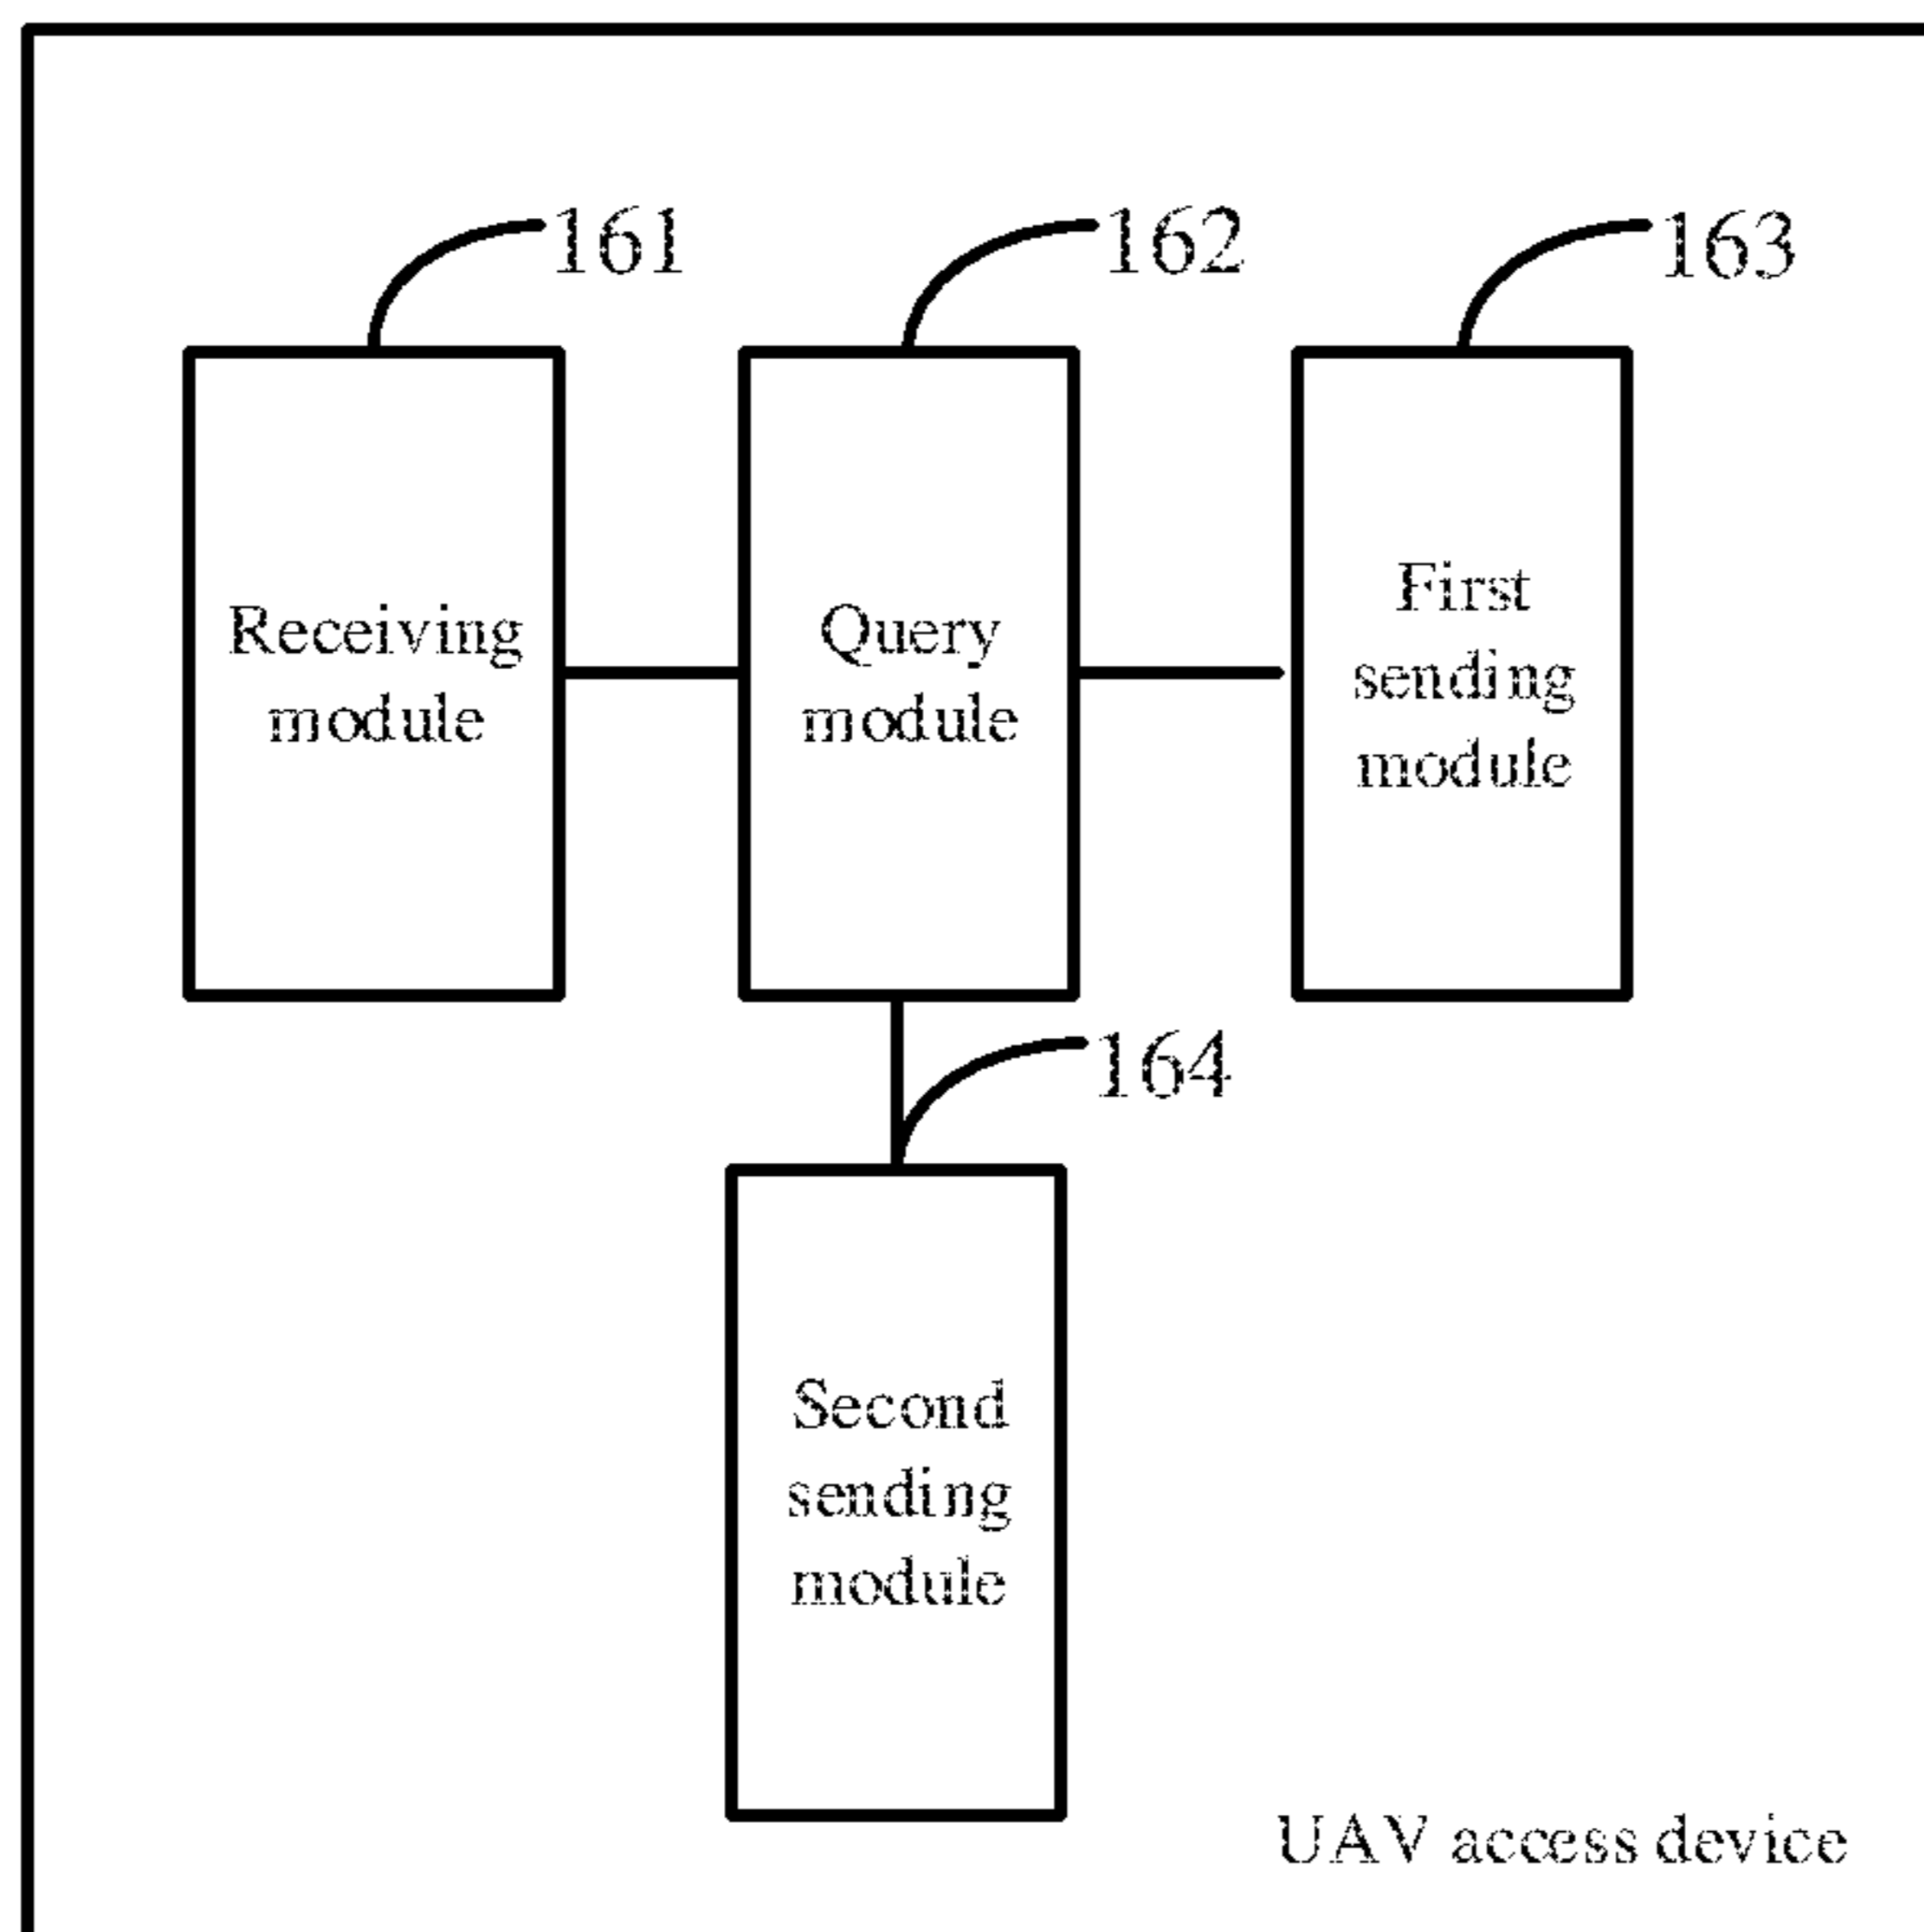 161
162
163
Receiving
module
Query
module
First
sending
module
164
Second
sending
module
UAV access device